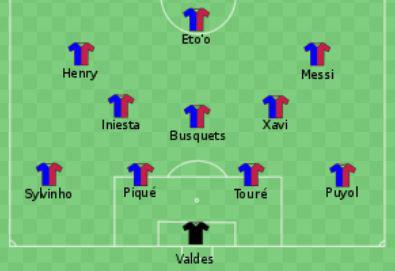 Eto'o
Henry
Messi
Iniesta
Xavi
Busquets
Sylvinho
Piqué
Touré
Puyol
Valdes